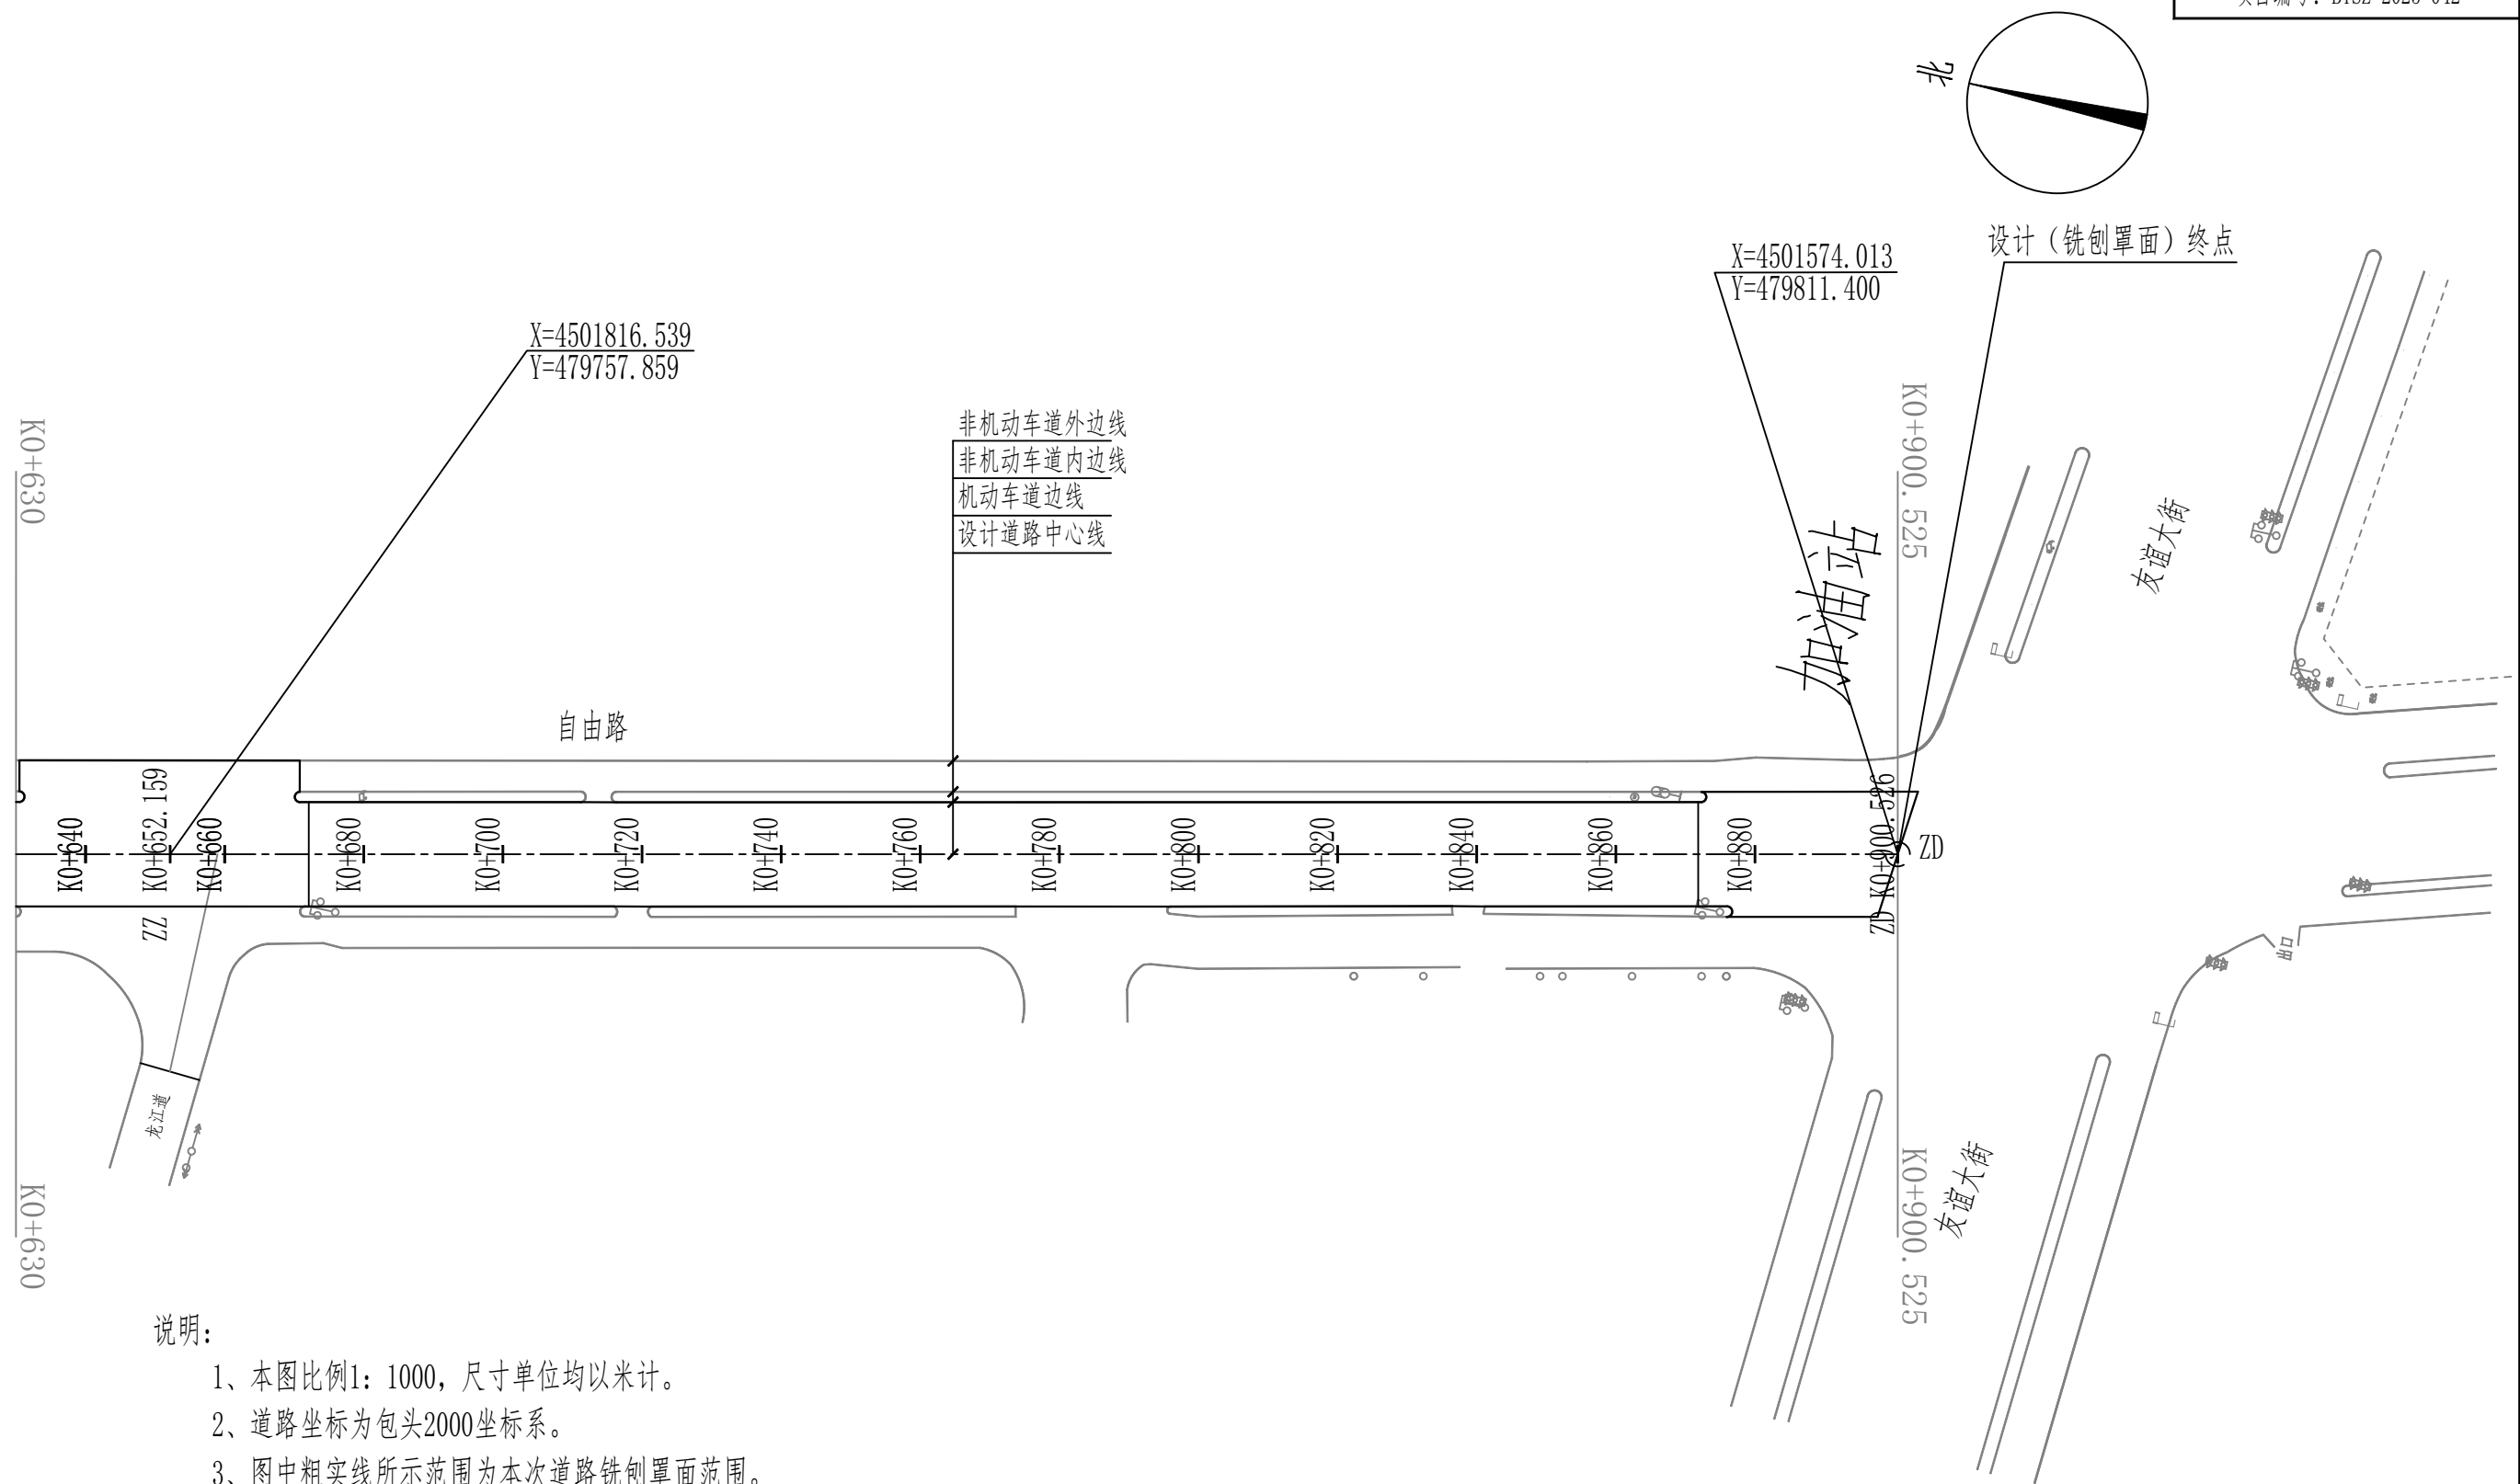 北
设计（铣刨罩面）终点
X=4501574.013
Y=479811.400
X=4501816.539
Y=479757.859
非机动车道外边线
非机动车道内边线
机动车道边线
设计道路中心线
K0+630
K0+900.525
加油站
友谊大街
自由路
K0+640
K0+652.159
ZZ
K0+660
K0+680
K0+700
K0+720
K0+740
K0+760
K0+780
K0+800
K0+820
K0+840
K0+860
K0+880
ZD K0+900.526
ZD
出口
龙江道
K0+630
K0+900.525
友谊大街
说明：
1、本图比例1：1000，尺寸单位均以米计。
2、道路坐标为包头2000坐标系。
3、图中粗实线所示范围为本次道路铣刨罩面范围。